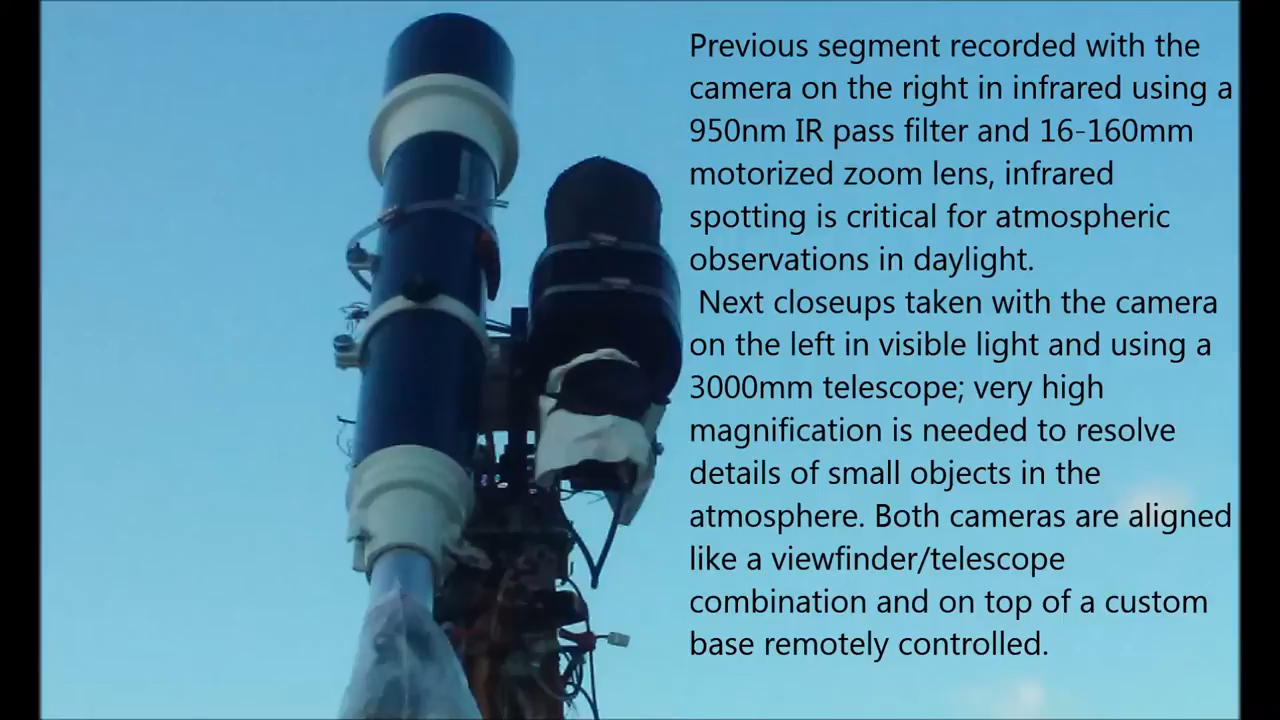 Previous segment recorded with the
camera on the right in infrared using a
950nm IR pass filter and 16-160mm
motorized zoom lens, infrared
spotting is critical for atmospheric
observations in daylight.
Next closeups taken with the camera
on the left in visible light and using a
3000mm telescope; very high
magnification is needed to resolve
details of small objects in the
atmosphere. Both cameras are aligned
like a viewfinder/telescope
combination and on top of a custom
base remotely controlled.